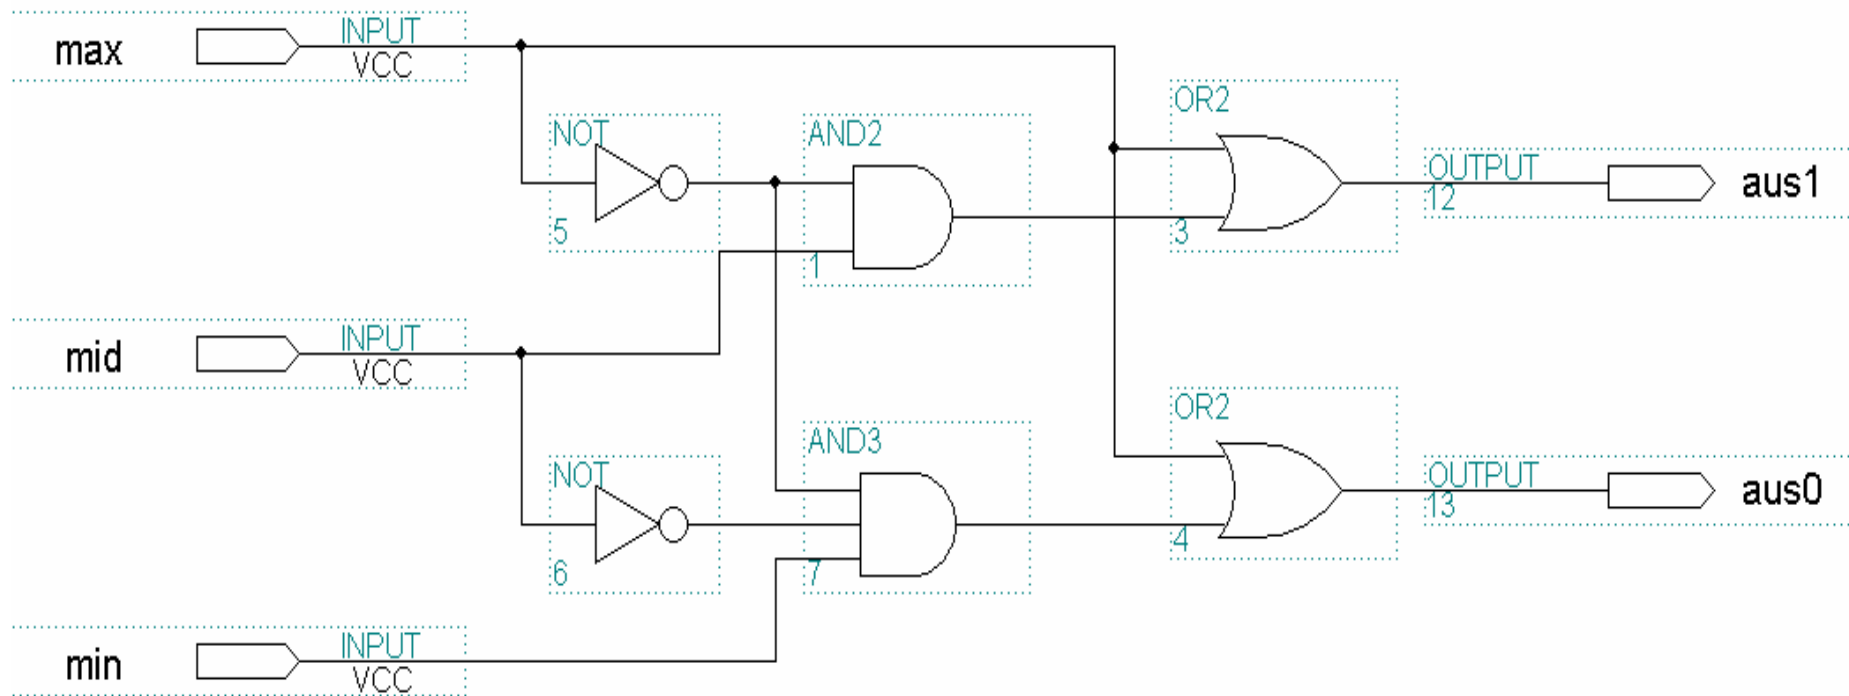 max
INPUT
VCC
NOT
5
AND2
1
OR2
3
OUTPUT
12
aus1
mid
INPUT
VCC
NOT
6
AND3
7
OR2
4
OUTPUT
13
aus0
min
INPUT
VCC